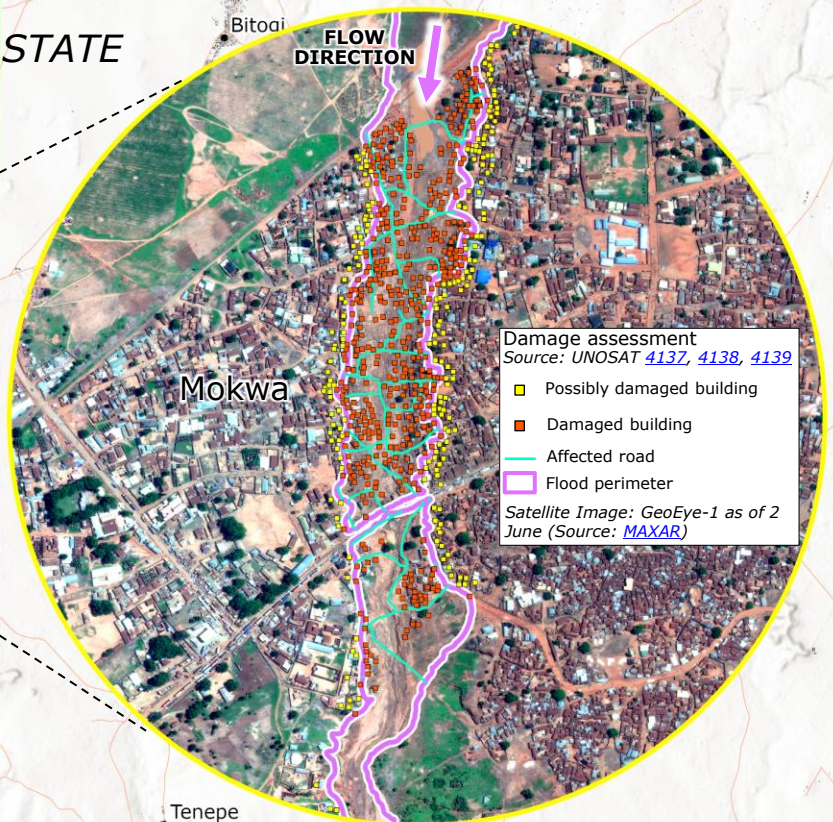 STATE
Bitogi
FLOW
DIRECTION
Mokwa
Damage assessment
Source: UNOSAT 4137, 4138, 4139
Possibly damaged building
Damaged building
Affected road
Flood perimeter
Satellite Image: GeoEye-1 as of 2
June (Source: MAXAR)
Tenepe